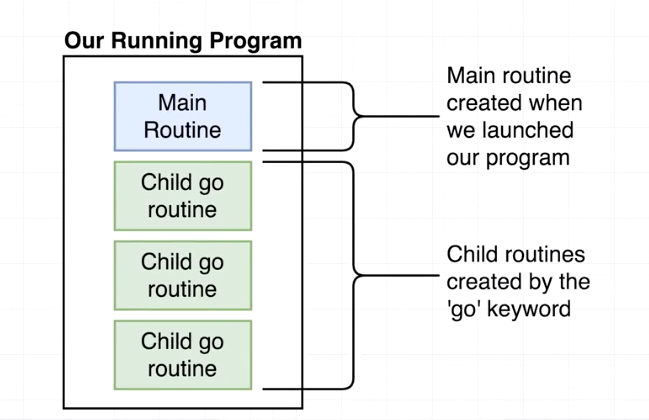 Our Running Program
Main
Routine
Main routine
created when
we launched
our program
Child go
routine
Child go
routine
Child go
routine
Child routines
created by the
'go' keyword